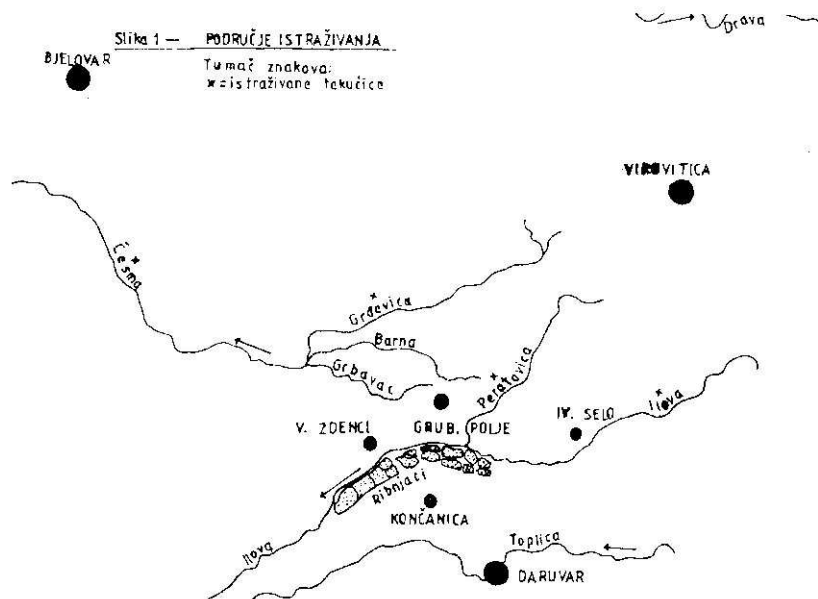 Slika 1 — PODRUČJE ISTRAŽIVANJA
Tumač znakova:
x = istraživane tekućice
Drava
BJELOVAR
VIROVITICA
Česma
x
Grđevica
x
Barna
Grbavac
Peratovica
x
Ilova
x
IV. SELO
GRUB. POLJE
V. ZDENCI
Ribnjaci
KONČANICA
Ilova
Toplica
DARUVAR